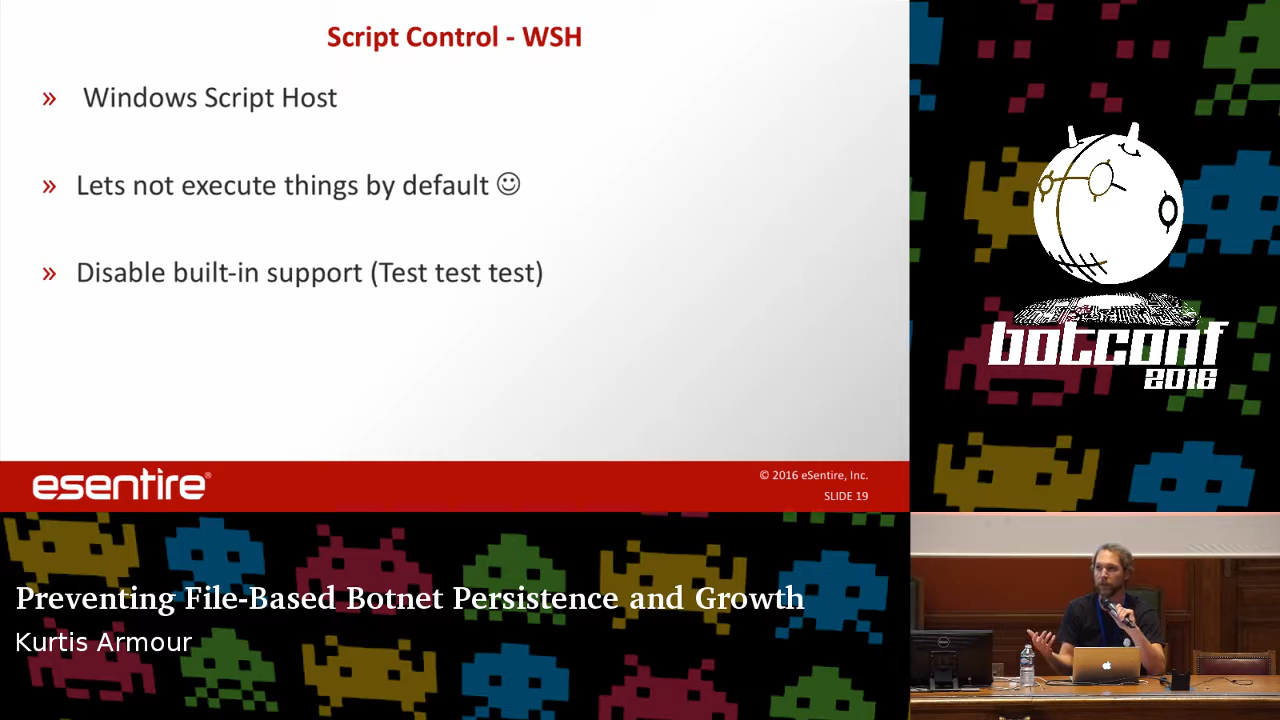 Script Control - WSH
» Windows Script Host
» Lets not execute things by default ☺
» Disable built-in support (Test test test)
esentire®
© 2016 eSentire, Inc.
SLIDE 19
botconf
2016
Preventing File-Based Botnet Persistence and Growth
Kurtis Armour
DELL